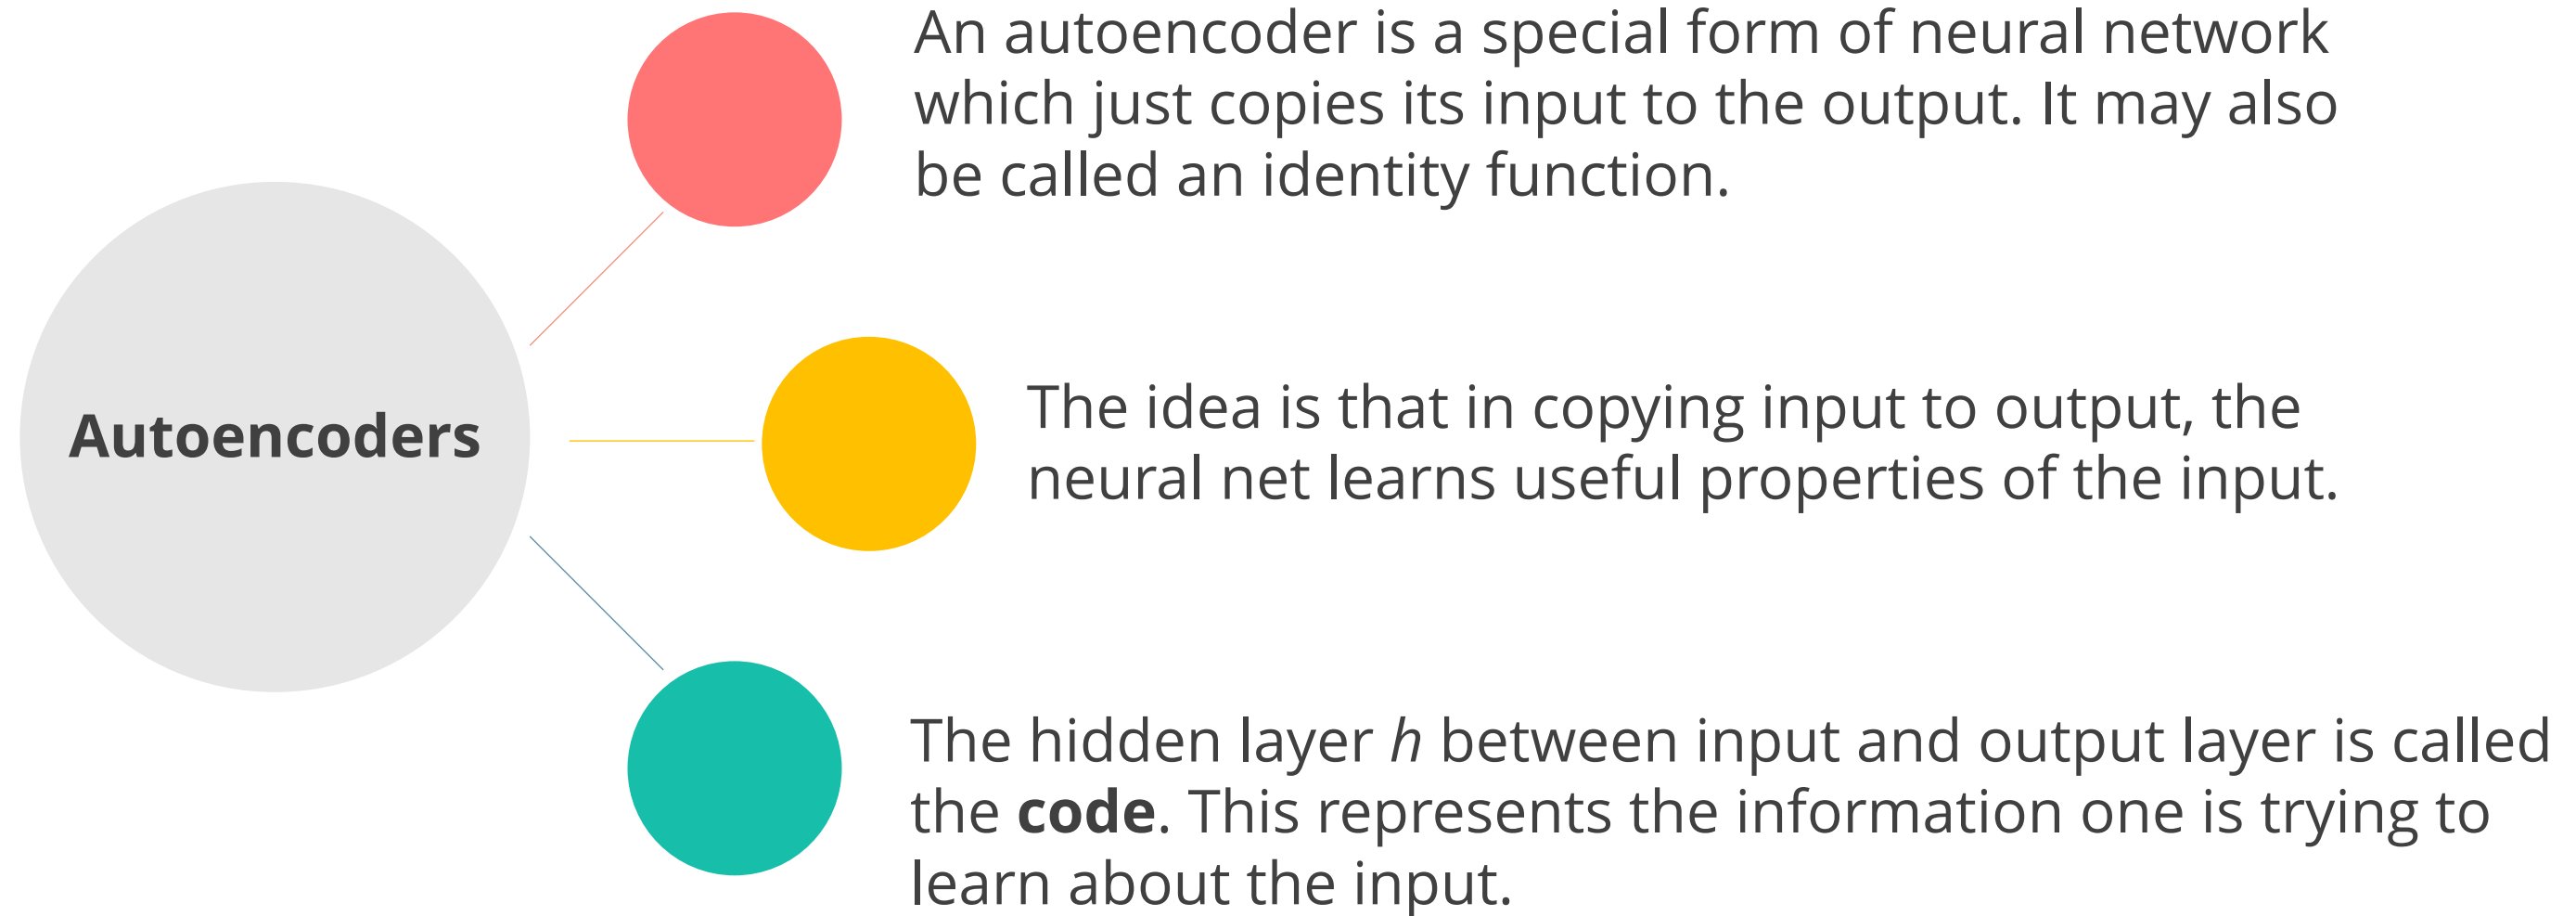 An autoencoder is a special form of neural network
which just copies its input to the output. It may also
be called an identity function.
Autoencoders
The idea is that in copying input to output, the
neural net learns useful properties of the input.
The hidden layer h between input and output layer is called
the code. This represents the information one is trying to
learn about the input.